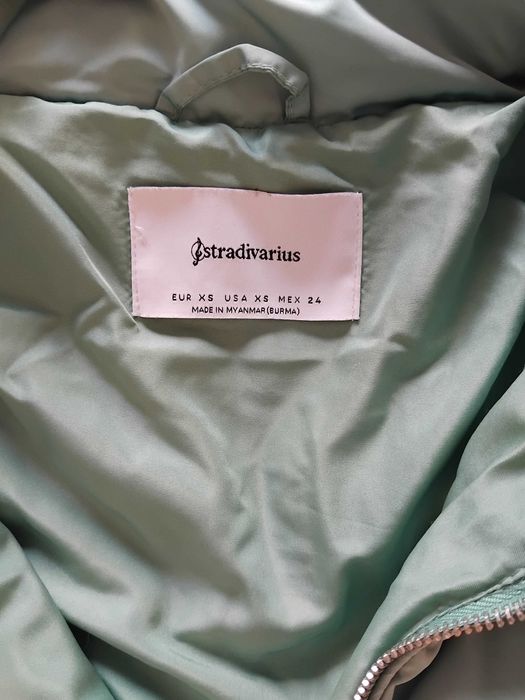 stradivarius
EUR XS USA XS MEX 24
MADE IN MYANMAR (BURMA)